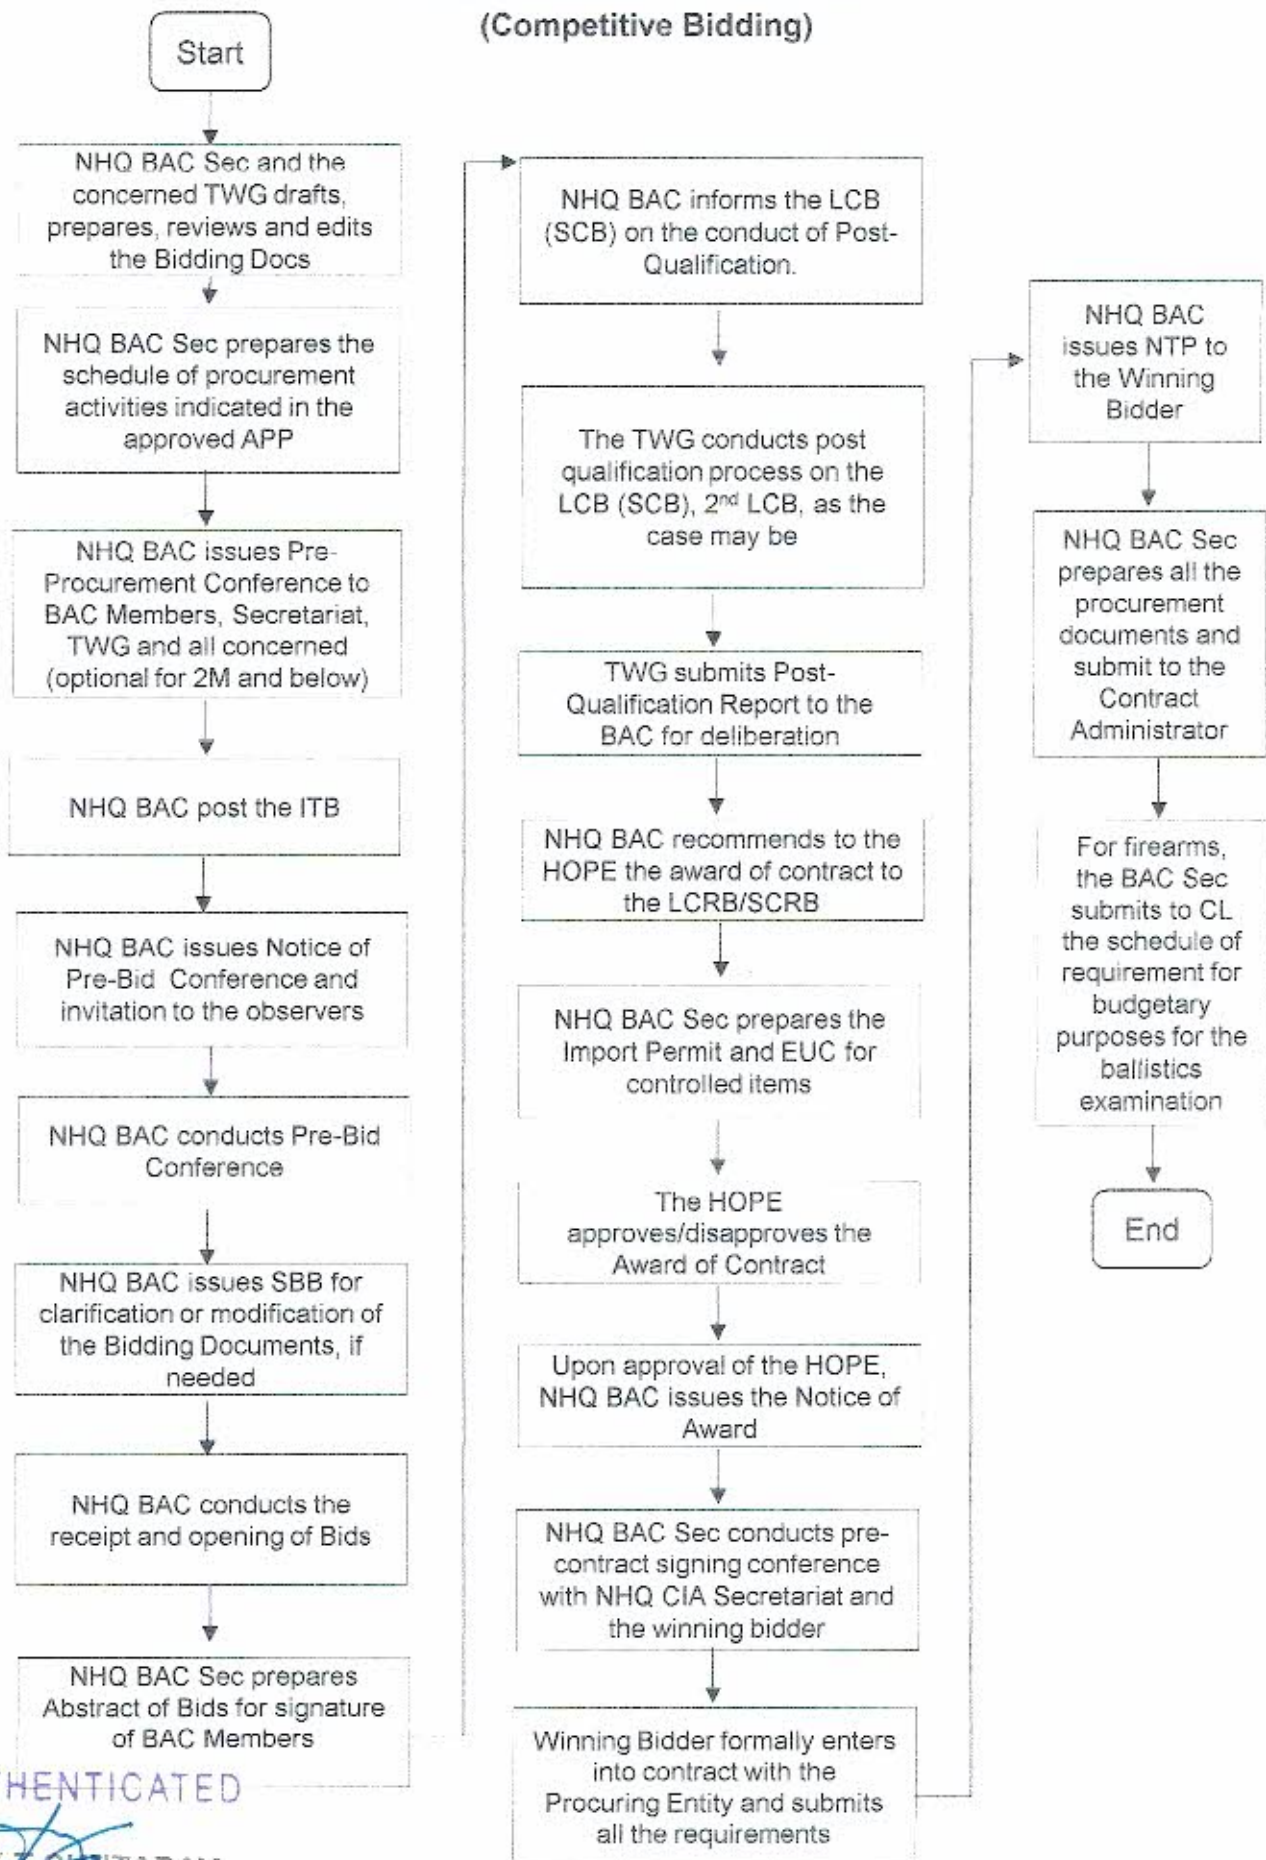 (Competitive Bidding)
Start
NHQ BAC Sec and the
concerned TWG drafts,
prepares, reviews and edits
the Bidding Docs
NHQ BAC Sec prepares the
schedule of procurement
activities indicated in the
approved APP
NHQ BAC issues Pre-
Procurement Conference to
BAC Members, Secretariat,
TWG and all concerned
(optional for 2M and below)
NHQ BAC post the ITB
NHQ BAC issues Notice of
Pre-Bid Conference and
invitation to the observers
NHQ BAC conducts Pre-Bid
Conference
NHQ BAC issues SBB for
clarification or modification of
the Bidding Documents, if
needed
NHQ BAC conducts the
receipt and opening of Bids
NHQ BAC Sec prepares
Abstract of Bids for signature
of BAC Members
NHQ BAC informs the LCB
(SCB) on the conduct of Post-
Qualification.
The TWG conducts post
qualification process on the
LCB (SCB), 2nd LCB, as the
case may be
TWG submits Post-
Qualification Report to the
BAC for deliberation
NHQ BAC recommends to the
HOPE the award of contract to
the LCRB/SCRB
NHQ BAC Sec prepares the
Import Permit and EUC for
controlled items
The HOPE
approves/disapproves the
Award of Contract
Upon approval of the HOPE,
NHQ BAC issues the Notice of
Award
NHQ BAC Sec conducts pre-
contract signing conference
with NHQ CIA Secretariat and
the winning bidder
Winning Bidder formally enters
into contract with the
Procuring Entity and submits
all the requirements
NHQ BAC
issues NTP to
the Winning
Bidder
NHQ BAC Sec
prepares all the
procurement
documents and
submit to the
Contract
Administrator
For firearms,
the BAC Sec
submits to CL
the schedule of
requirement for
budgetary
purposes for the
ballistics
examination
End
HENTICATED